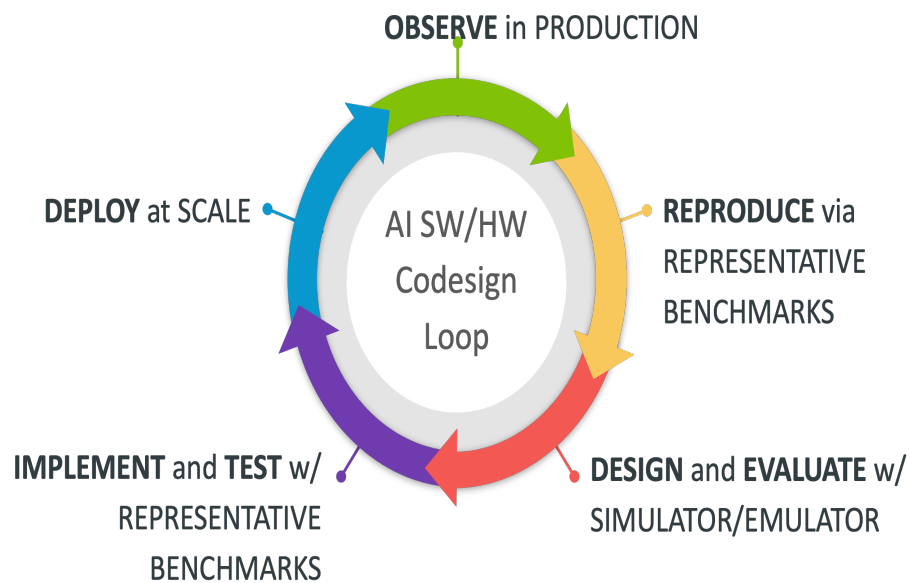 OBSERVE in PRODUCTION
REPRODUCE via
REPRESENTATIVE
BENCHMARKS
DESIGN and EVALUATE w/
SIMULATOR/EMULATOR
IMPLEMENT and TEST w/
REPRESENTATIVE
BENCHMARKS
DEPLOY at SCALE
AI SW/HW
Codesign
Loop